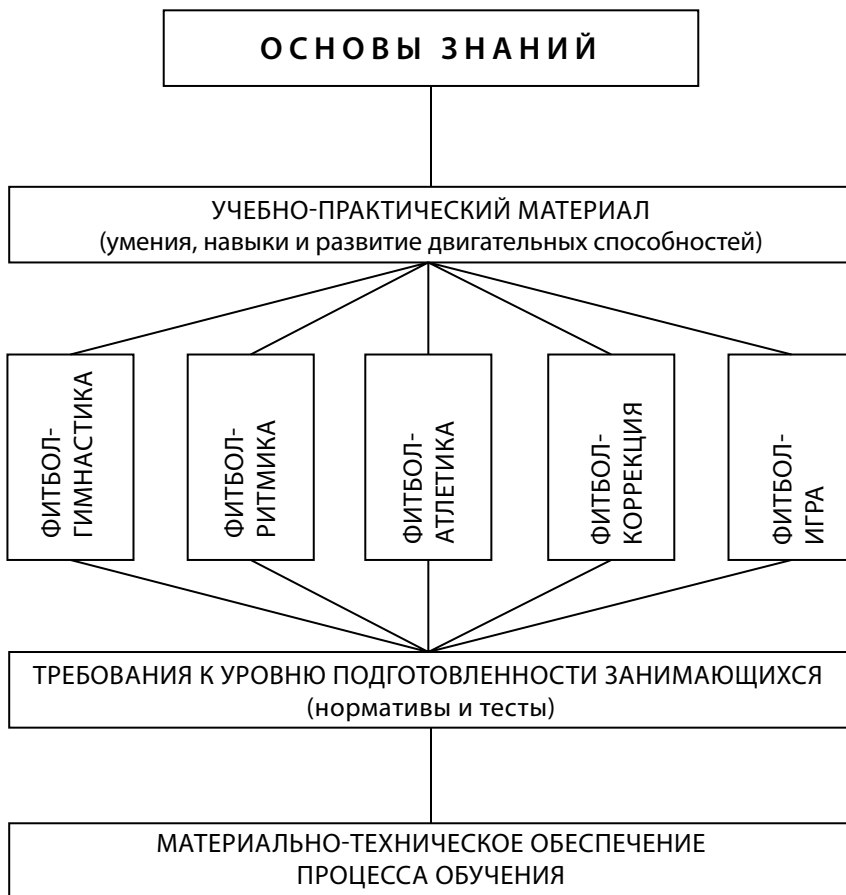 ОСНОВЫ ЗНАНИЙ
УЧЕБНО-ПРАКТИЧЕСКИЙ МАТЕРИАЛ
(умения, навыки и развитие двигательных способностей)
ФИТБОЛ-
ГИМНАСТИКА
ФИТБОЛ-
РИТМИКА
ФИТБОЛ-
АТЛЕТИКА
ФИТБОЛ-
КОРРЕКЦИЯ
ФИТБОЛ-
ИГРА
ТРЕБОВАНИЯ К УРОВНЮ ПОДГОТОВЛЕННОСТИ ЗАНИМАЮЩИХСЯ
(нормативы и тесты)
МАТЕРИАЛЬНО-ТЕХНИЧЕСКОЕ ОБЕСПЕЧЕНИЕ
ПРОЦЕССА ОБУЧЕНИЯ